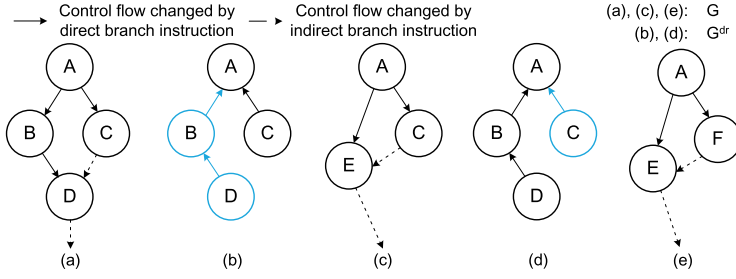 Control flow changed by
direct branch instruction
Control flow changed by
indirect branch instruction
(a), (c), (e): G
(b), (d): Gdr
A
B
C
D
(a)
A
B
C
D
(b)
A
C
E
(c)
A
B
C
D
(d)
A
F
E
(e)